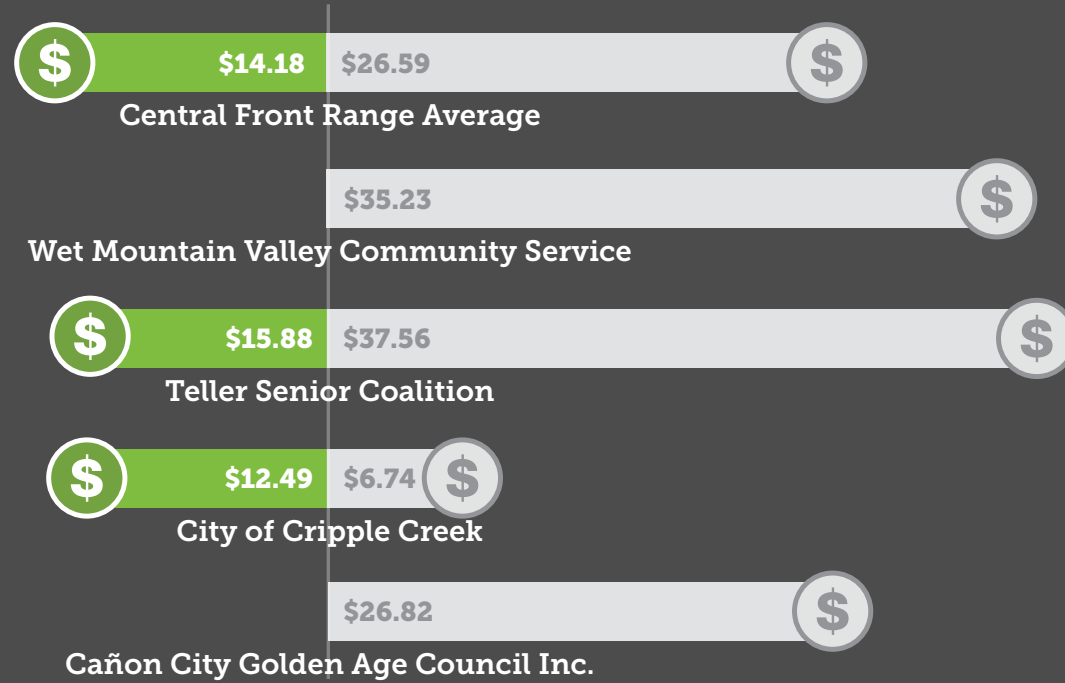 $ $14.18 $26.59 $
Central Front Range Average
$35.23 $
Wet Mountain Valley Community Service
$ $15.88 $37.56 $
Teller Senior Coalition
$ $12.49 $6.74 $
City of Cripple Creek
$26.82 $
Cañon City Golden Age Council Inc.